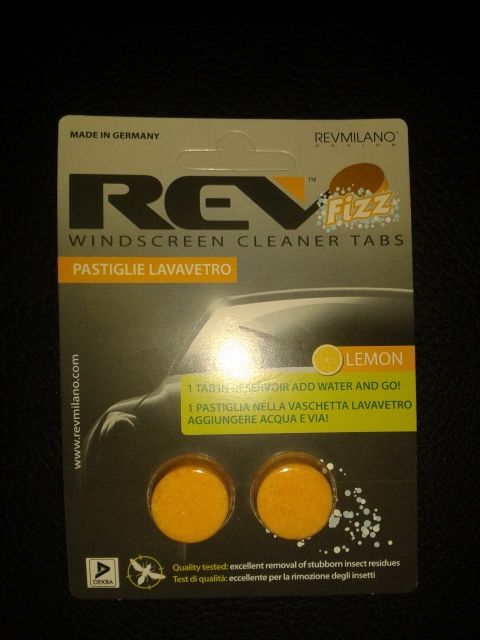 MADE IN GERMANY
REVMILANO
DESIGN
REV™
Fizz
WINDSCREEN CLEANER TABS
PASTIGLIE LAVAVETRO
LEMON
1 TAB IN RESERVOIR ADD WATER AND GO!
1 PASTIGLIA NELLA VASCHETTA LAVAVETRO
AGGIUNGERE ACQUA E VIA!
www.revmilano.com
DEKRA
Quality tested: excellent removal of stubborn insect residues
Test di qualità: eccellente per la rimozione degli insetti